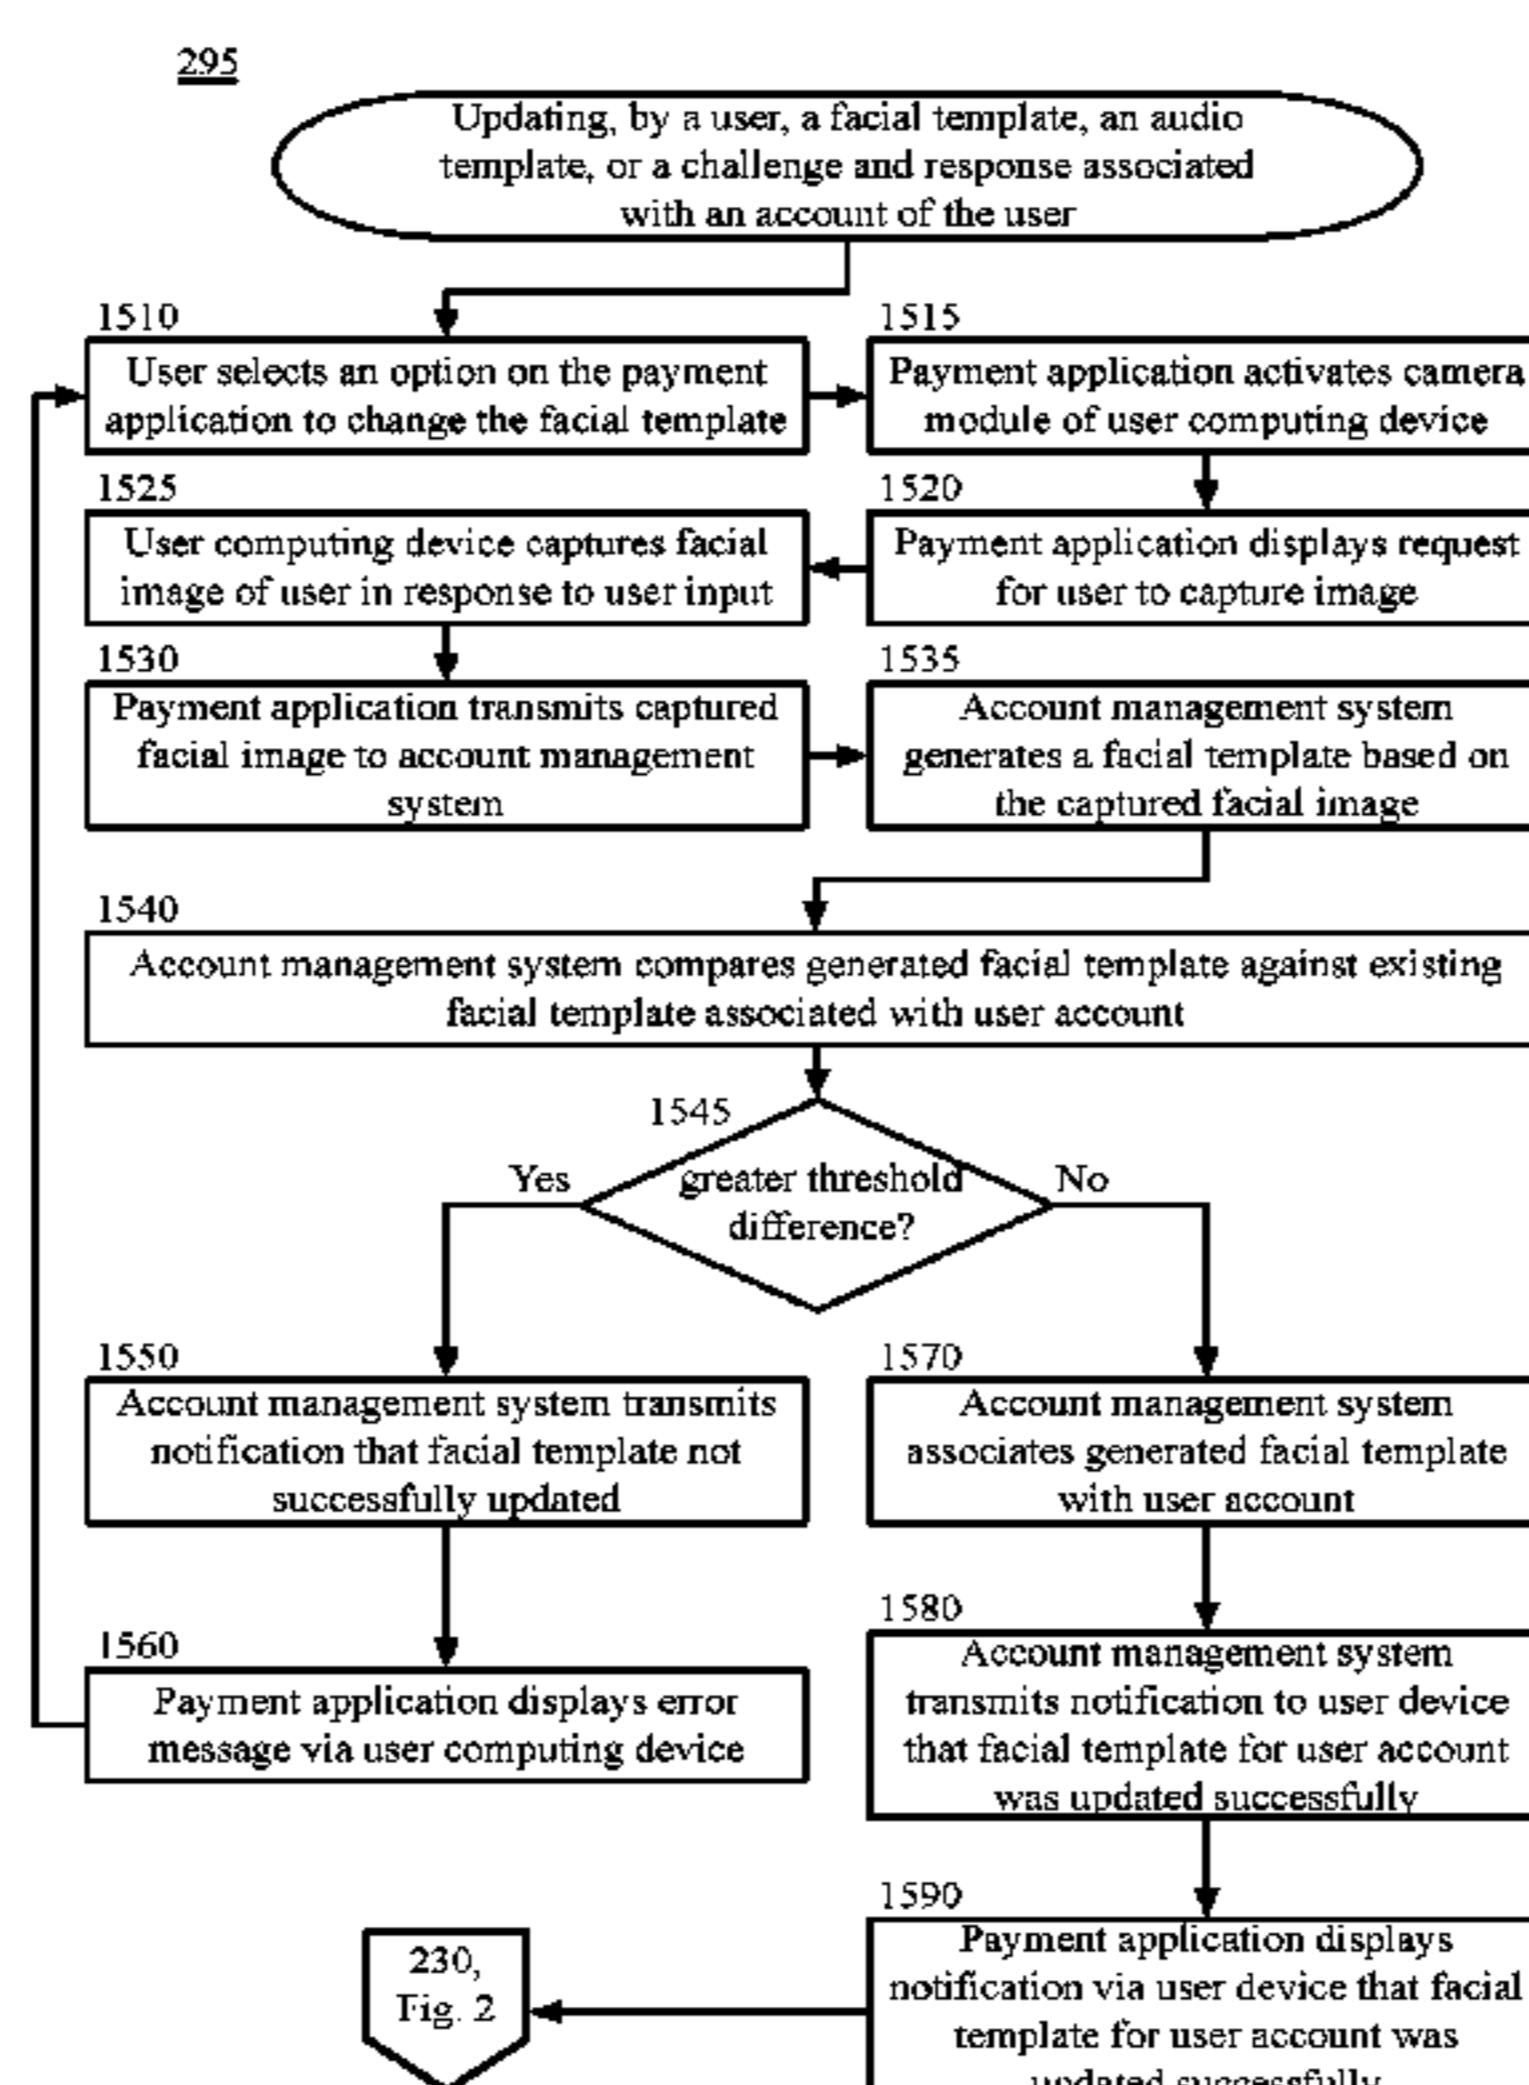 295
Updating, by a user, a facial template, an audio
template, or a challenge and response associated
with an account of the user
1510
User selects an option on the payment
application to change the facial template
1515
Payment application activates camera
module of user computing device
1525
User computing device captures facial
image of user in response to user input
1520
Payment application displays request
for user to capture image
1530
Payment application transmits captured
facial image to account management
system
1535
Account management system
generates a facial template based on
the captured facial image
1540
Account management system compares generated facial template against existing
facial template associated with user account
1545
greater threshold
difference?
Yes
No
1550
Account management system transmits
notification that facial template not
successfully updated
1570
Account management system
associates generated facial template
with user account
1560
Payment application displays error
message via user computing device
1580
Account management system
transmits notification to user device
that facial template for user account
was updated successfully
1590
Payment application displays
notification via user device that facial
template for user account was
updated successfully
230,
Fig. 2